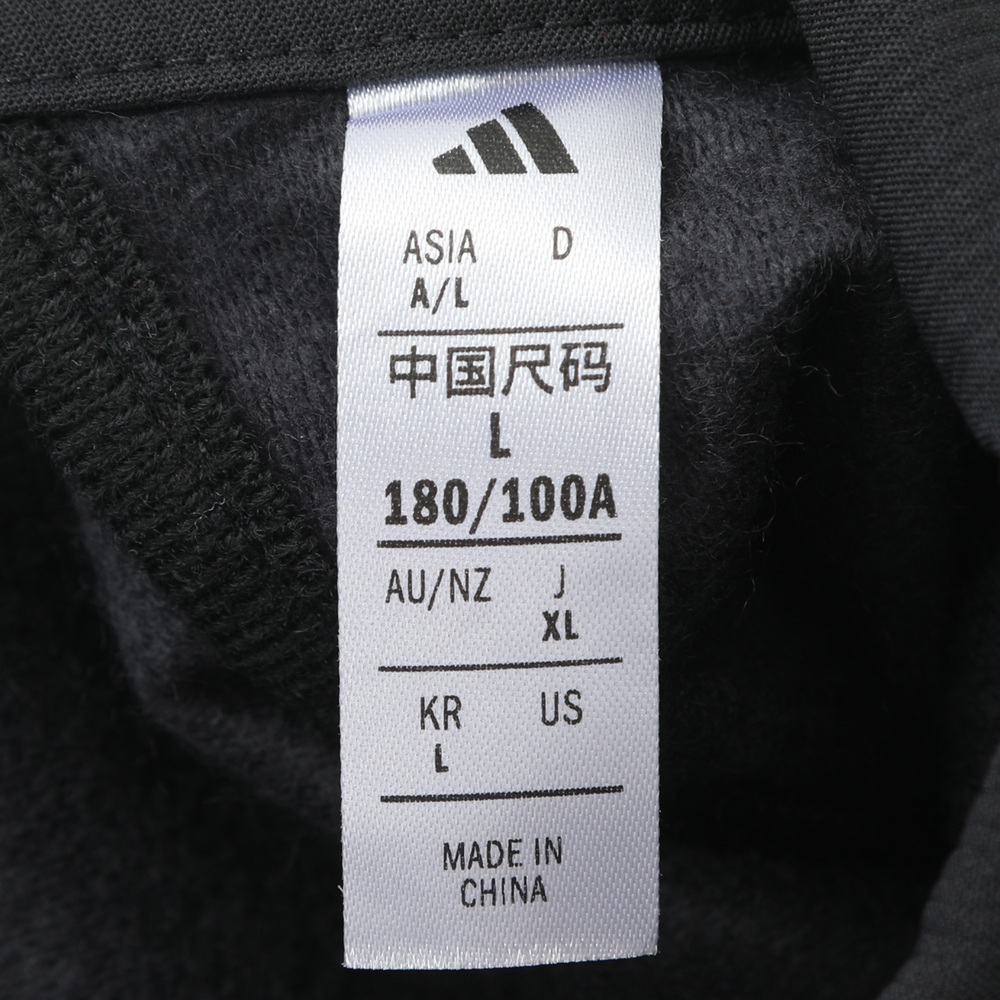 ASIA D
A/L
中国尺码
L
180/100A
AU/NZ J
XL
KR US
L
MADE IN
CHINA